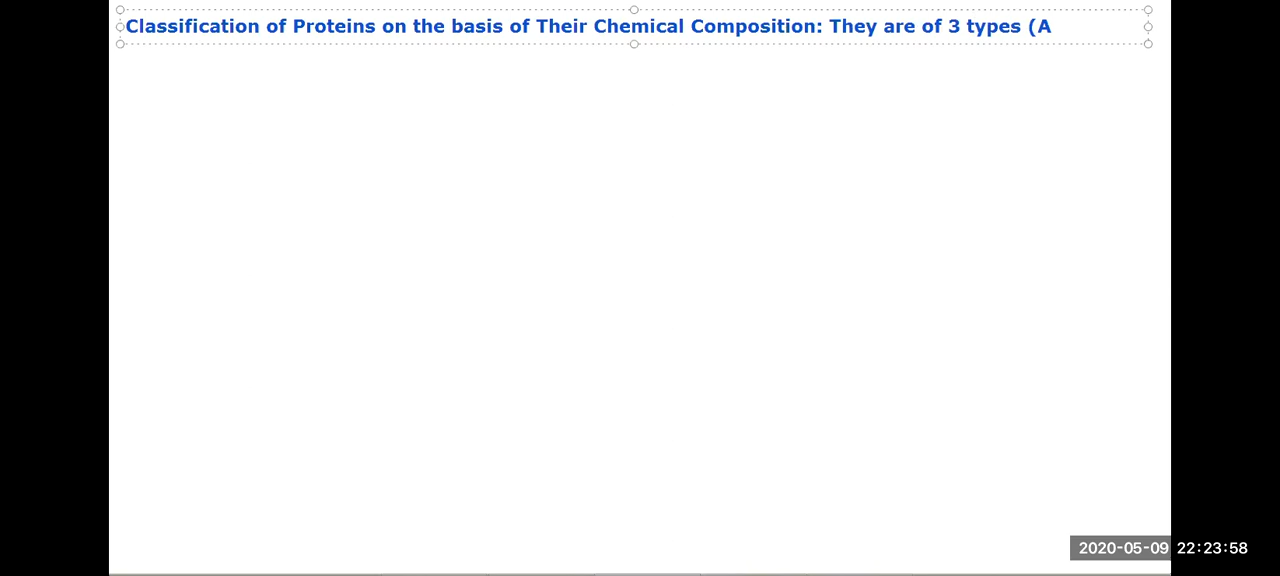 Classification of Proteins on the basis of Their Chemical Composition: They are of 3 types (A
2020-05-09 22:23:58